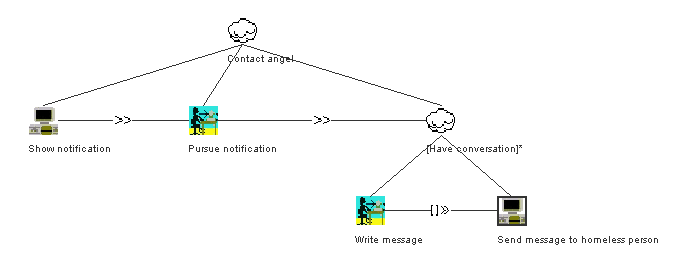 Contact angel
>>
>>
Show notification
Pursue notification
[Have conversation]*
[]>>
Write message
Send message to homeless person